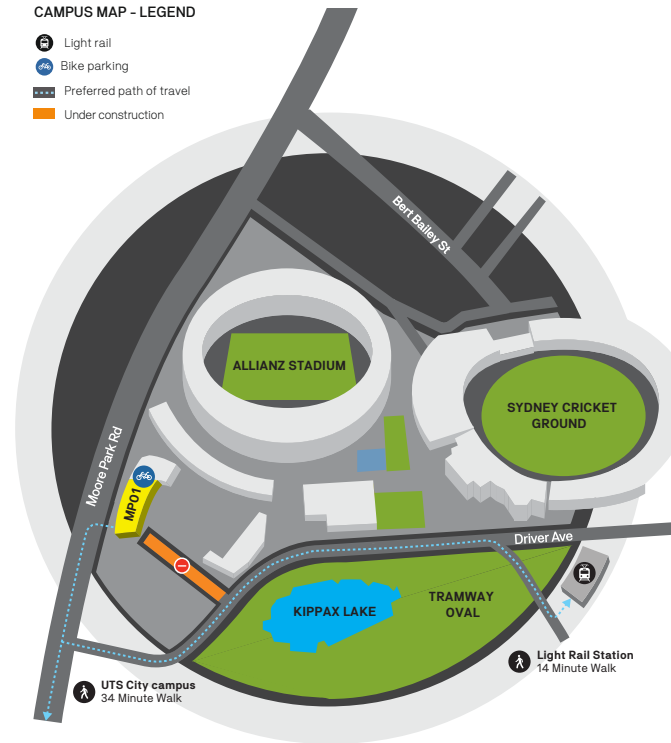 CAMPUS MAP - LEGEND
Light rail
Bike parking
Preferred path of travel
Under construction
Bert Bailey St
ALLIANZ STADIUM
SYDNEY CRICKET
GROUND
Moore Park Rd
MP01
Driver Ave
KIPPAX LAKE
TRAMWAY
OVAL
Light Rail Station
14 Minute Walk
UTS City campus
34 Minute Walk